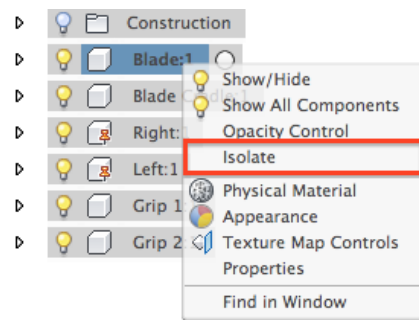 Construction
Blade:1
Blade
Right:
Left:1
Grip 1
Grip 2
Show/Hide
Show All Components
Opacity Control
Isolate
Physical Material
Appearance
Texture Map Controls
Properties
Find in Window